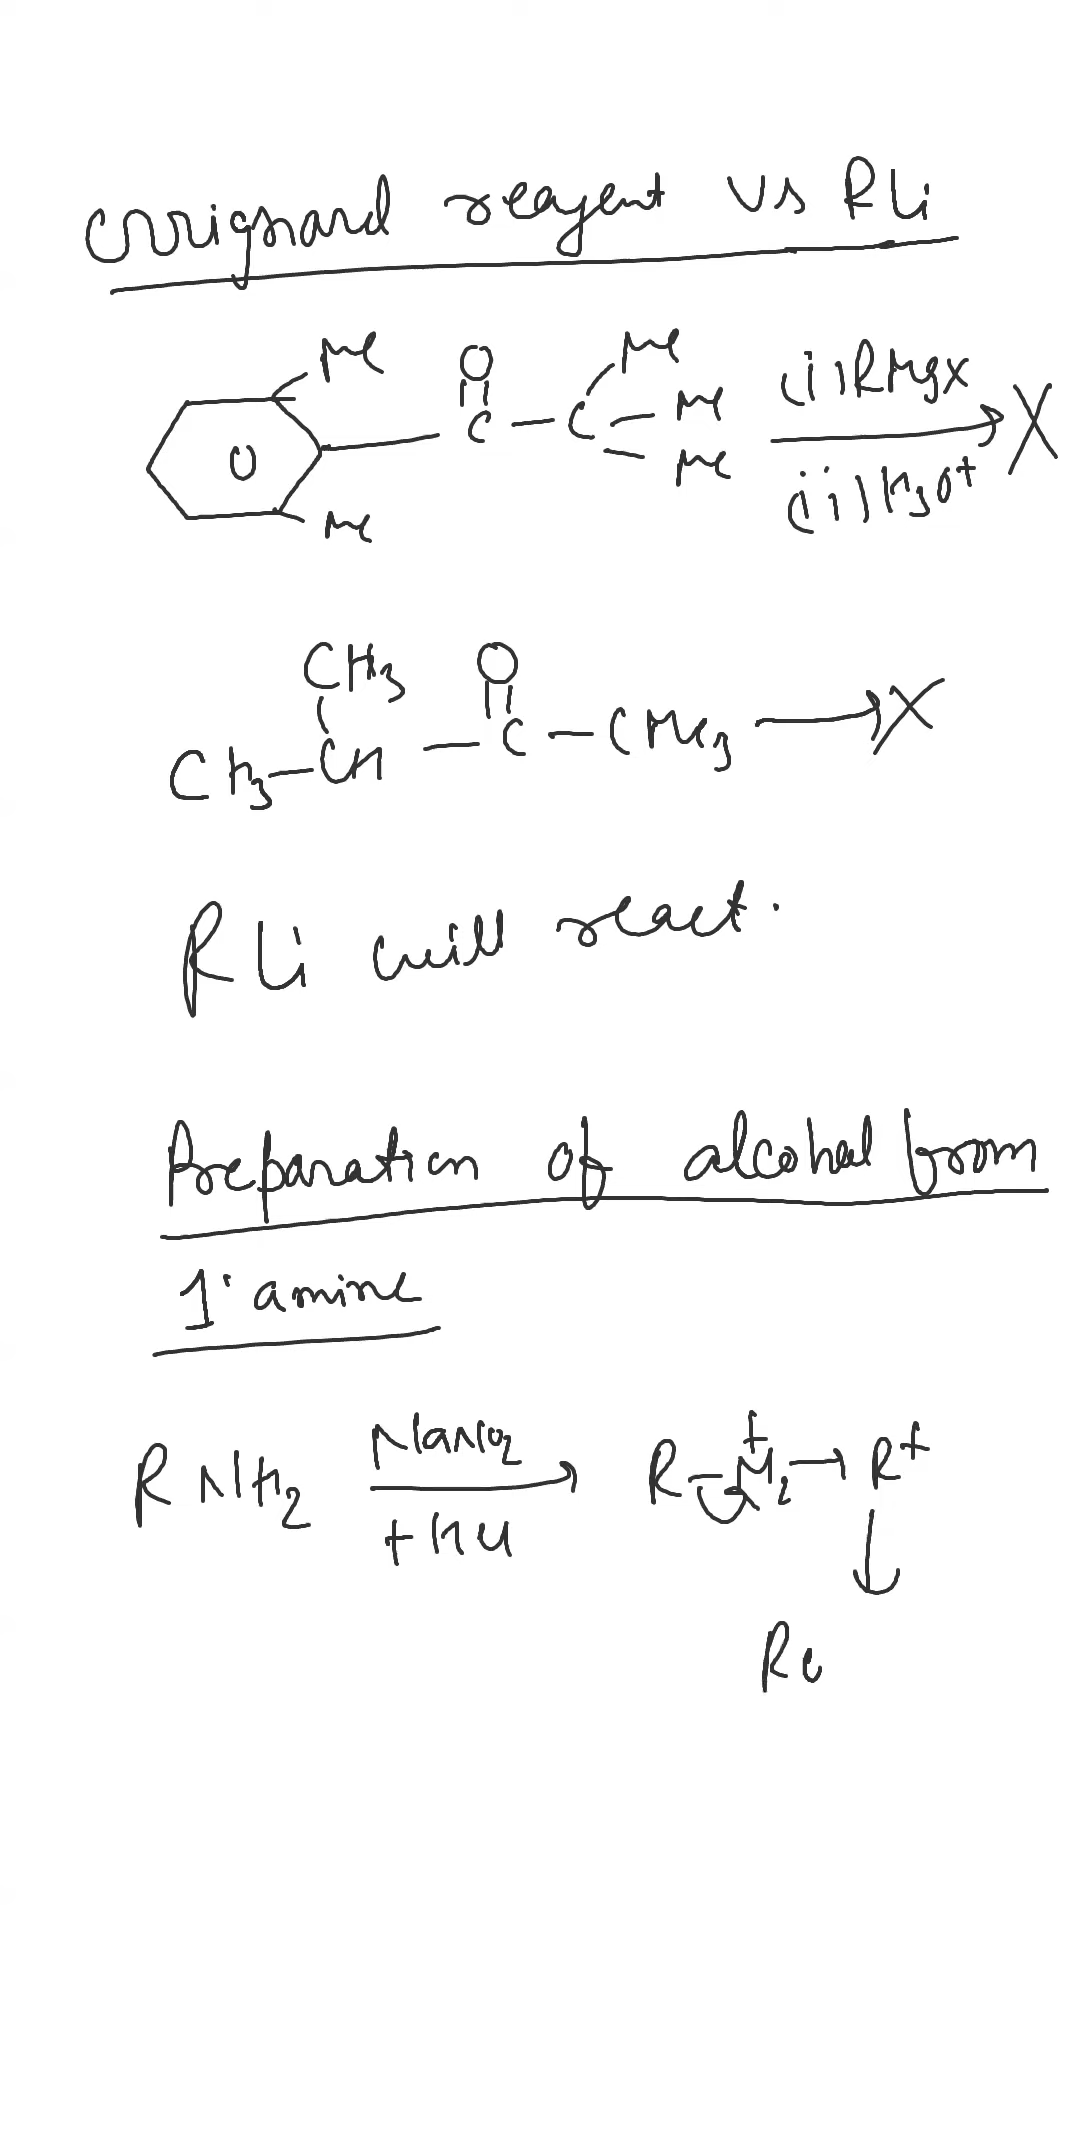 Grignard reagent vs RLi
Me O Me (i) RMgX
C - C - Me X
O Me (ii) H3O+
Me
CH3 O
CH3 - CH - C - CMe3 → X
RLi will react.
Preparation of alcohol from
1° amine
RNH2 NaNO2 R - N2+ → R+
+ HCl ↓